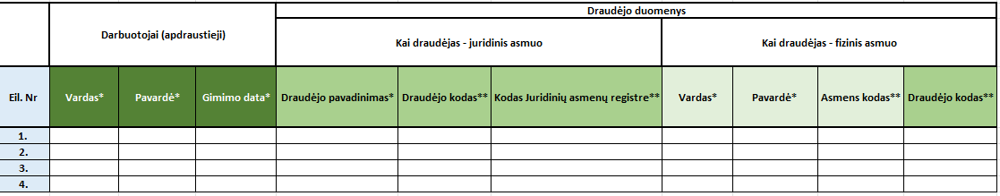 Draudėjo duomenys
Darbuotojai (apdraustieji)
Kai draudėjas - juridinis asmuo
Kai draudėjas - fizinis asmuo
Eil. Nr
Vardas*
Pavardė*
Gimimo data*
Draudėjo pavadinimas*
Draudėjo kodas**
Kodas Juridinių asmenų registre**
Vardas*
Pavardė*
Asmens kodas**
Draudėjo kodas**
1.
2.
3.
4.